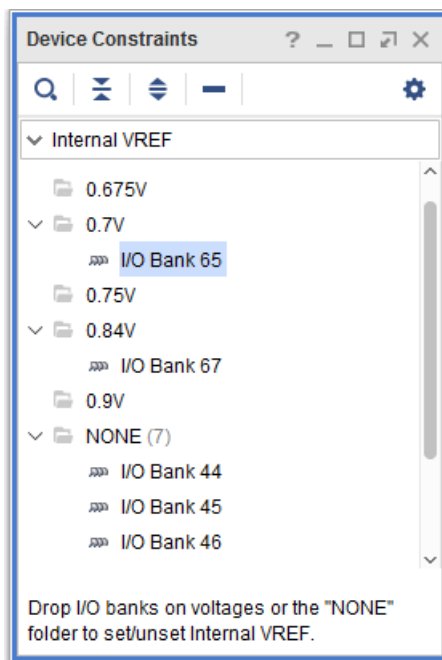 Device Constraints
Internal VREF
0.675V
0.7V
I/O Bank 65
0.75V
0.84V
I/O Bank 67
0.9V
NONE (7)
I/O Bank 44
I/O Bank 45
I/O Bank 46
Drop I/O banks on voltages or the "NONE"
folder to set/unset Internal VREF.